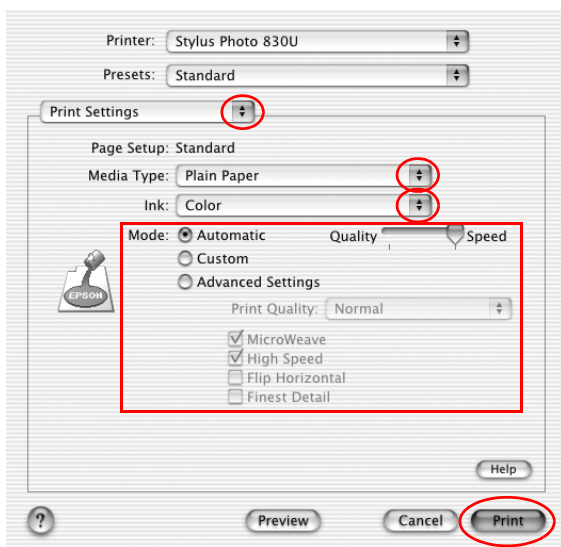 Printer: Stylus Photo 830U
Presets: Standard
Print Settings
Page Setup: Standard
Media Type: Plain Paper
Ink: Color
Mode: Automatic Quality Speed
Custom
EPSON
Advanced Settings
Print Quality: Normal
MicroWeave
High Speed
Flip Horizontal
Finest Detail
Help
? Preview Cancel Print